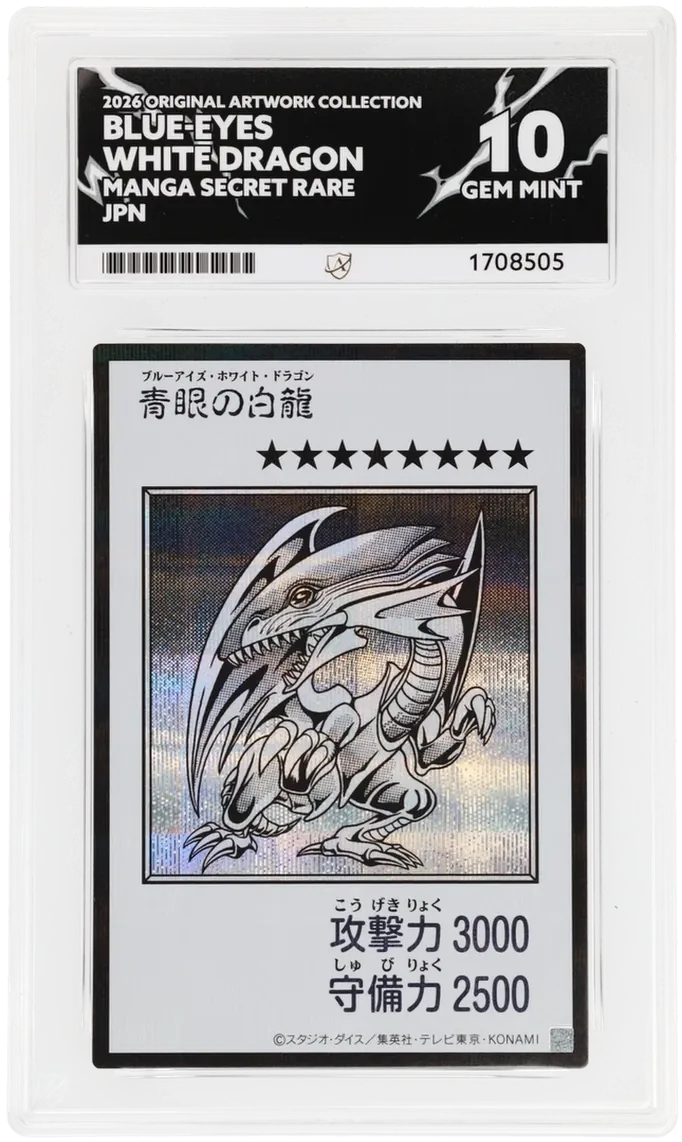 2026 ORIGINAL ARTWORK COLLECTION
BLUE-EYES
WHITE DRAGON
MANGA SECRET RARE
JPN
10
GEM MINT
1708505
ブルーアイズ・ホワイト・ドラゴン
青眼の白龍
★★★★★★★★
こうげきりょく
攻撃力 3000
しゅびりょく
守備力 2500
©スタジオ・ダイス／集英社・テレビ東京・KONAMI